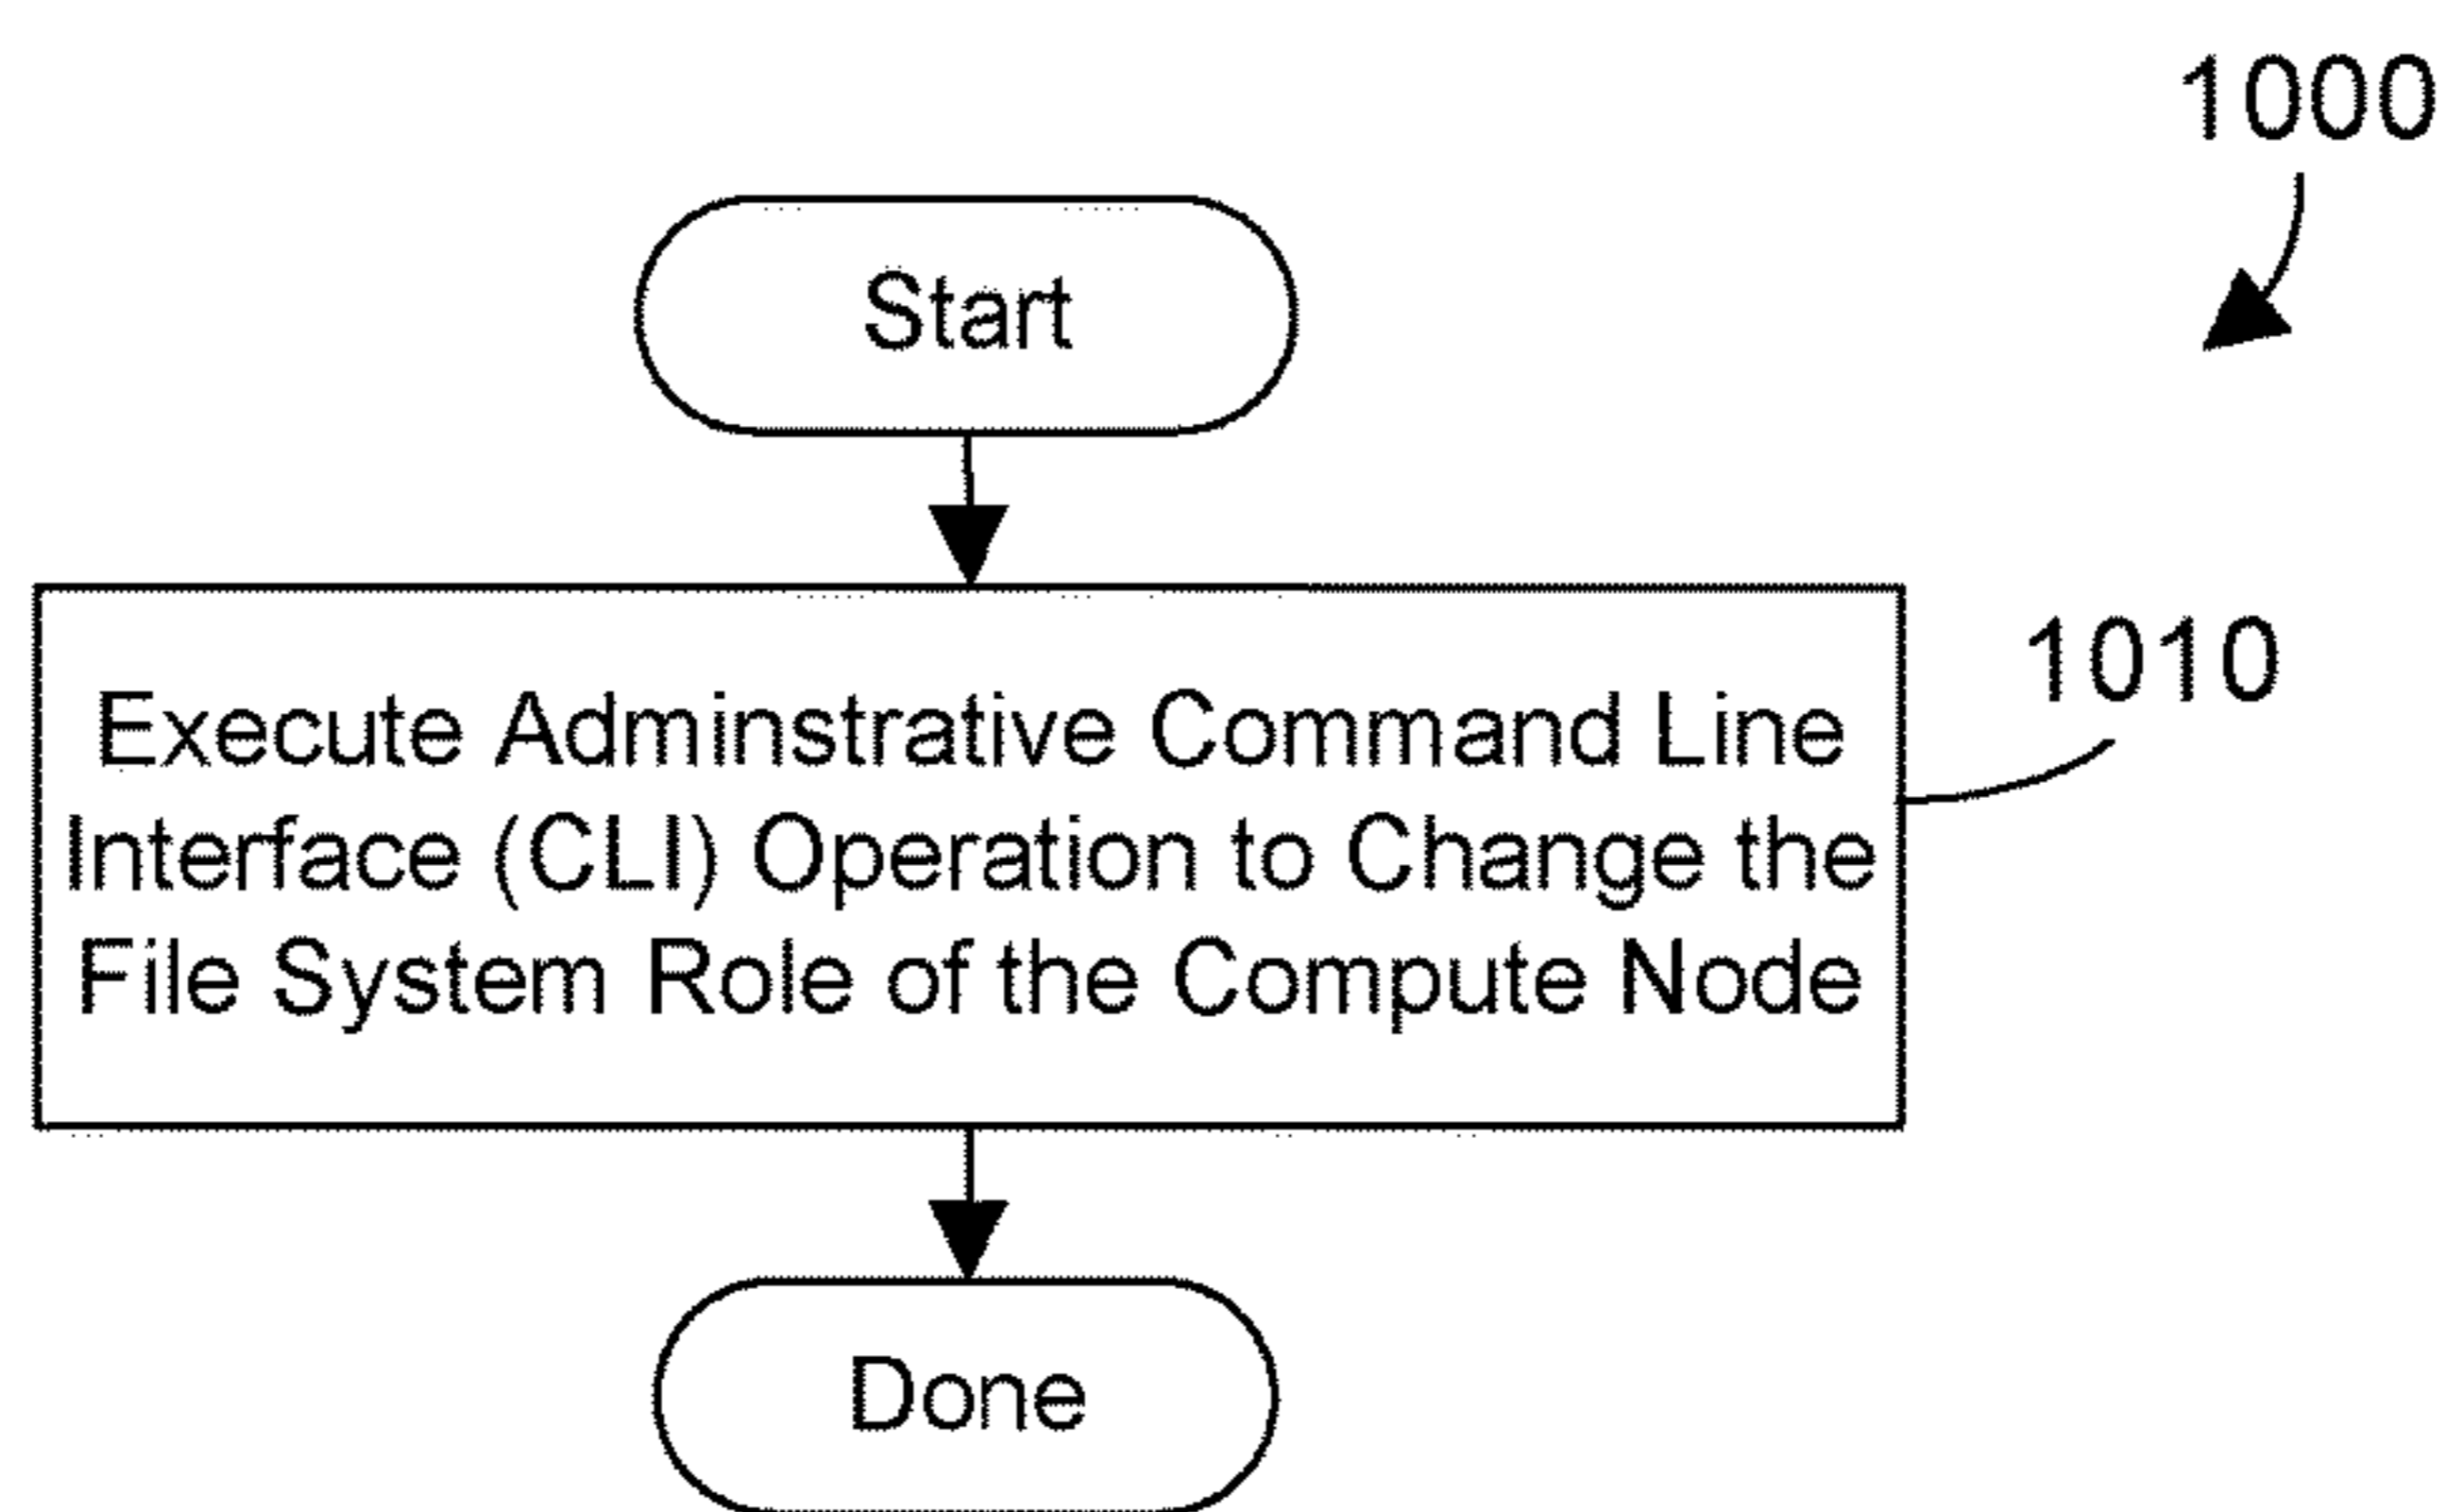 1000
Start
Execute Adminstrative Command Line
Interface (CLI) Operation to Change the
File System Role of the Compute Node
1010
Done